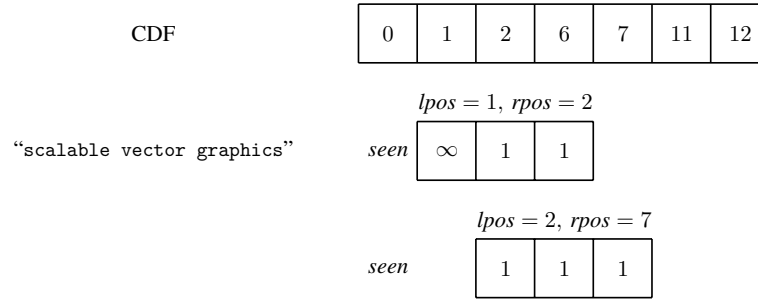 CDF 0 1 2 6 7 11 12
lpos = 1, rpos = 2
“scalable vector graphics” seen ∞ 1 1
lpos = 2, rpos = 7
seen 1 1 1